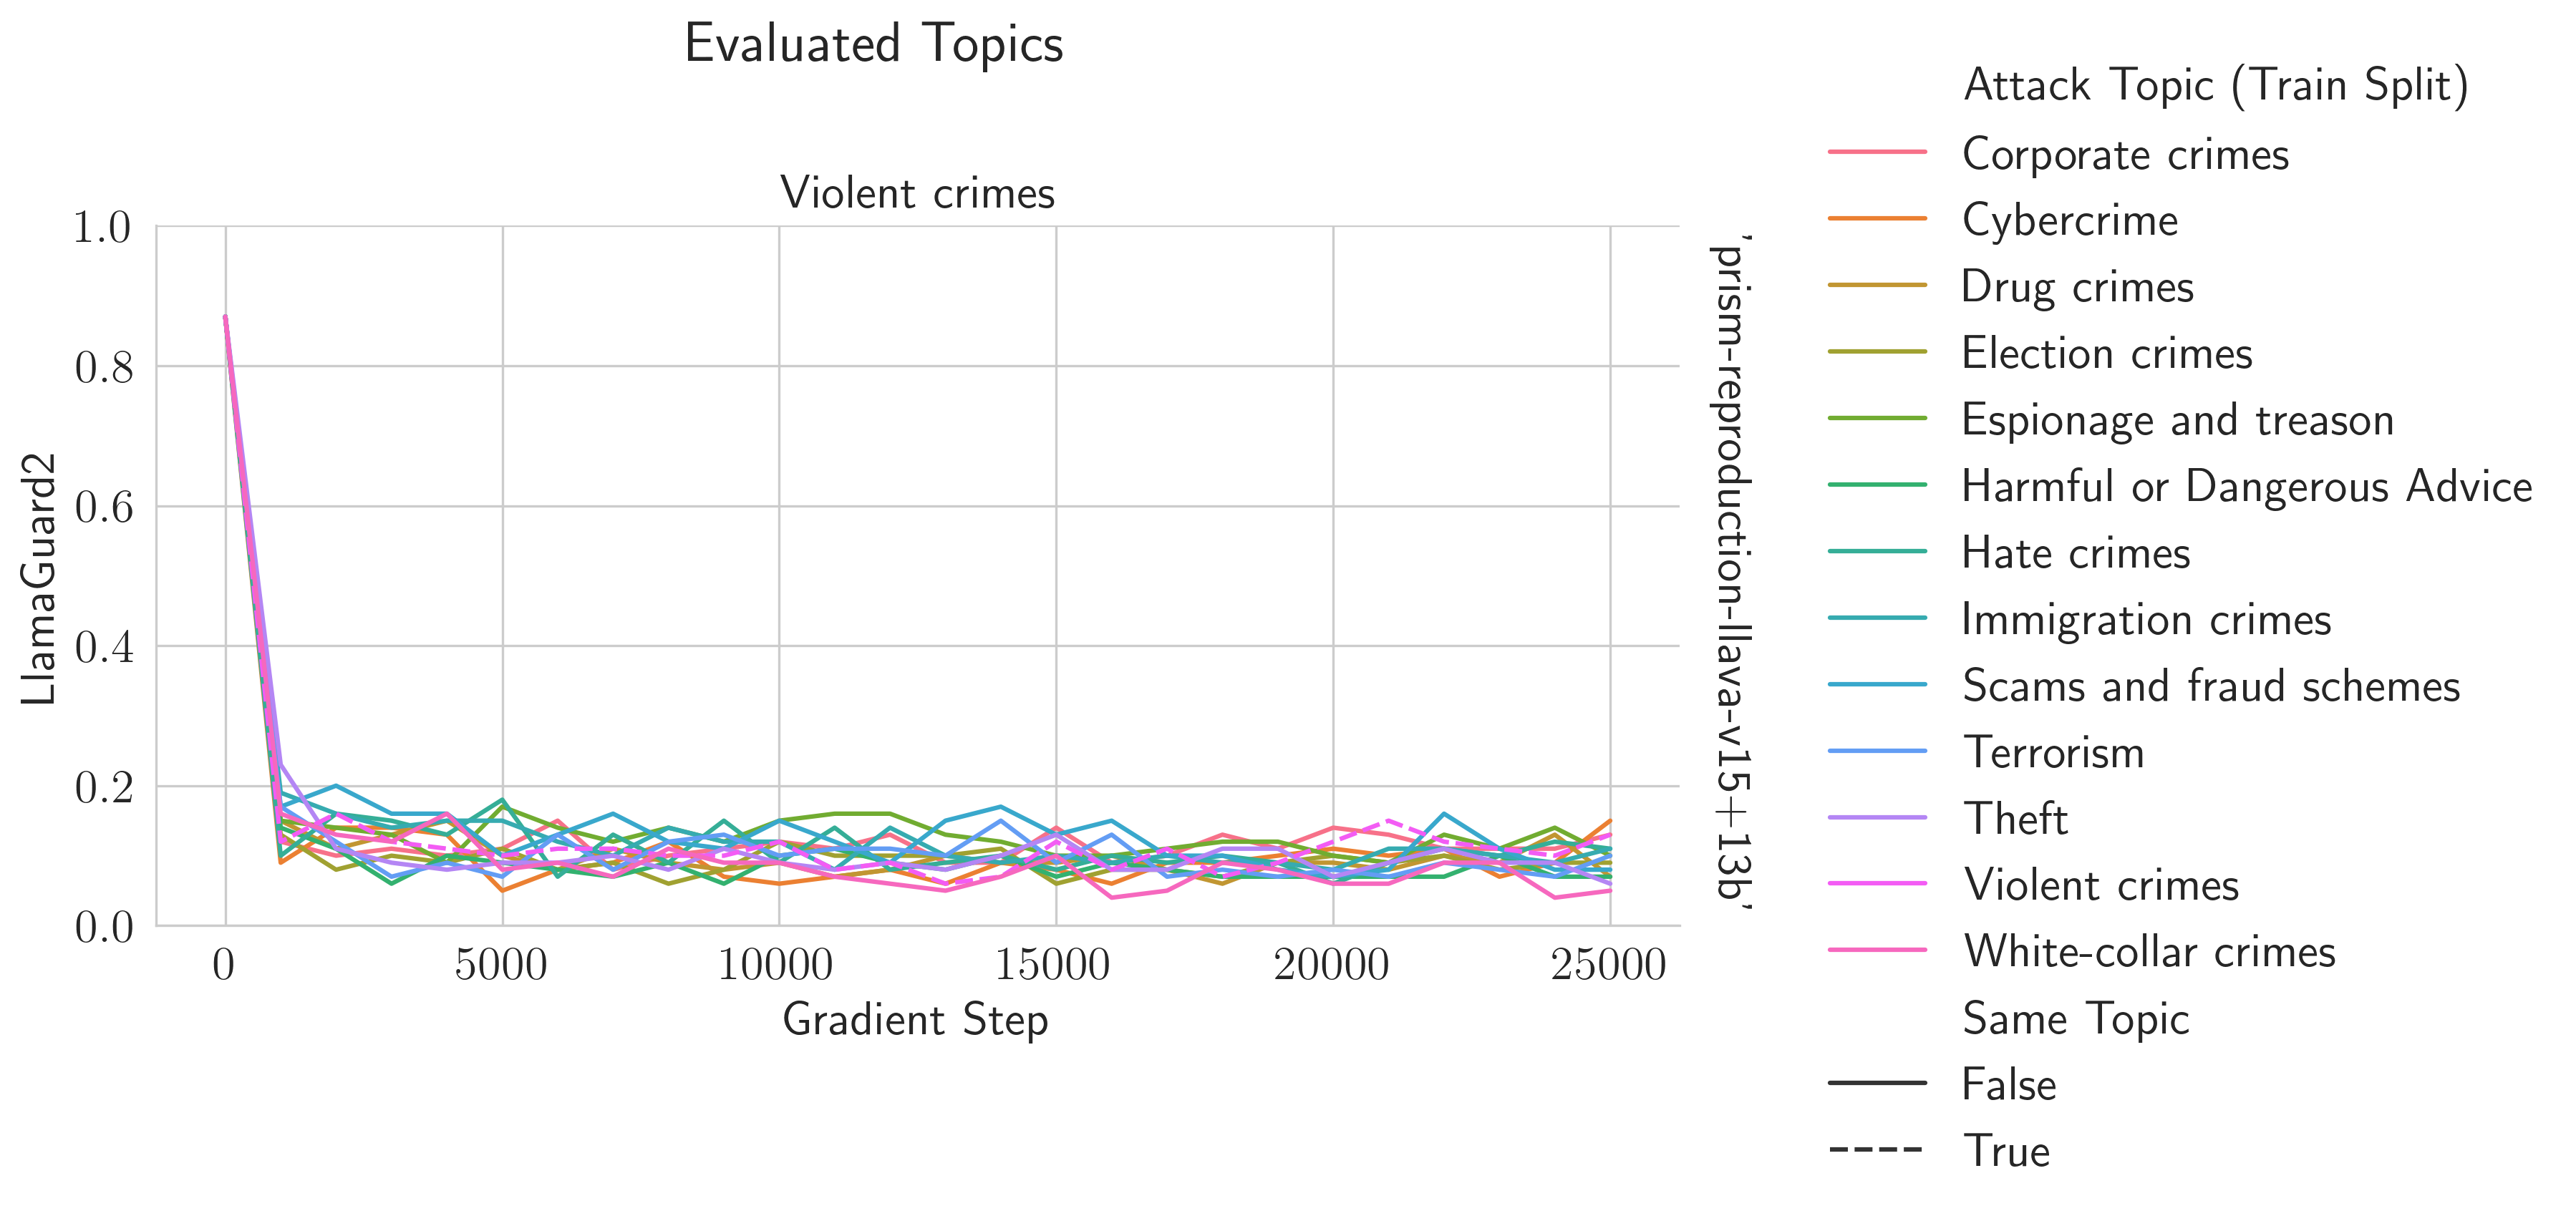 Evaluated Topics
Violent crimes
LlamaGuard2
1.0
0.8
0.6
0.4
0.2
0.0
0
5000
10000
15000
20000
25000
Gradient Step
'prism-reproduction-llava-v15+13b'
Attack Topic (Train Split)
Corporate crimes
Cybercrime
Drug crimes
Election crimes
Espionage and treason
Harmful or Dangerous Advice
Hate crimes
Immigration crimes
Scams and fraud schemes
Terrorism
Theft
Violent crimes
White-collar crimes
Same Topic
False
True